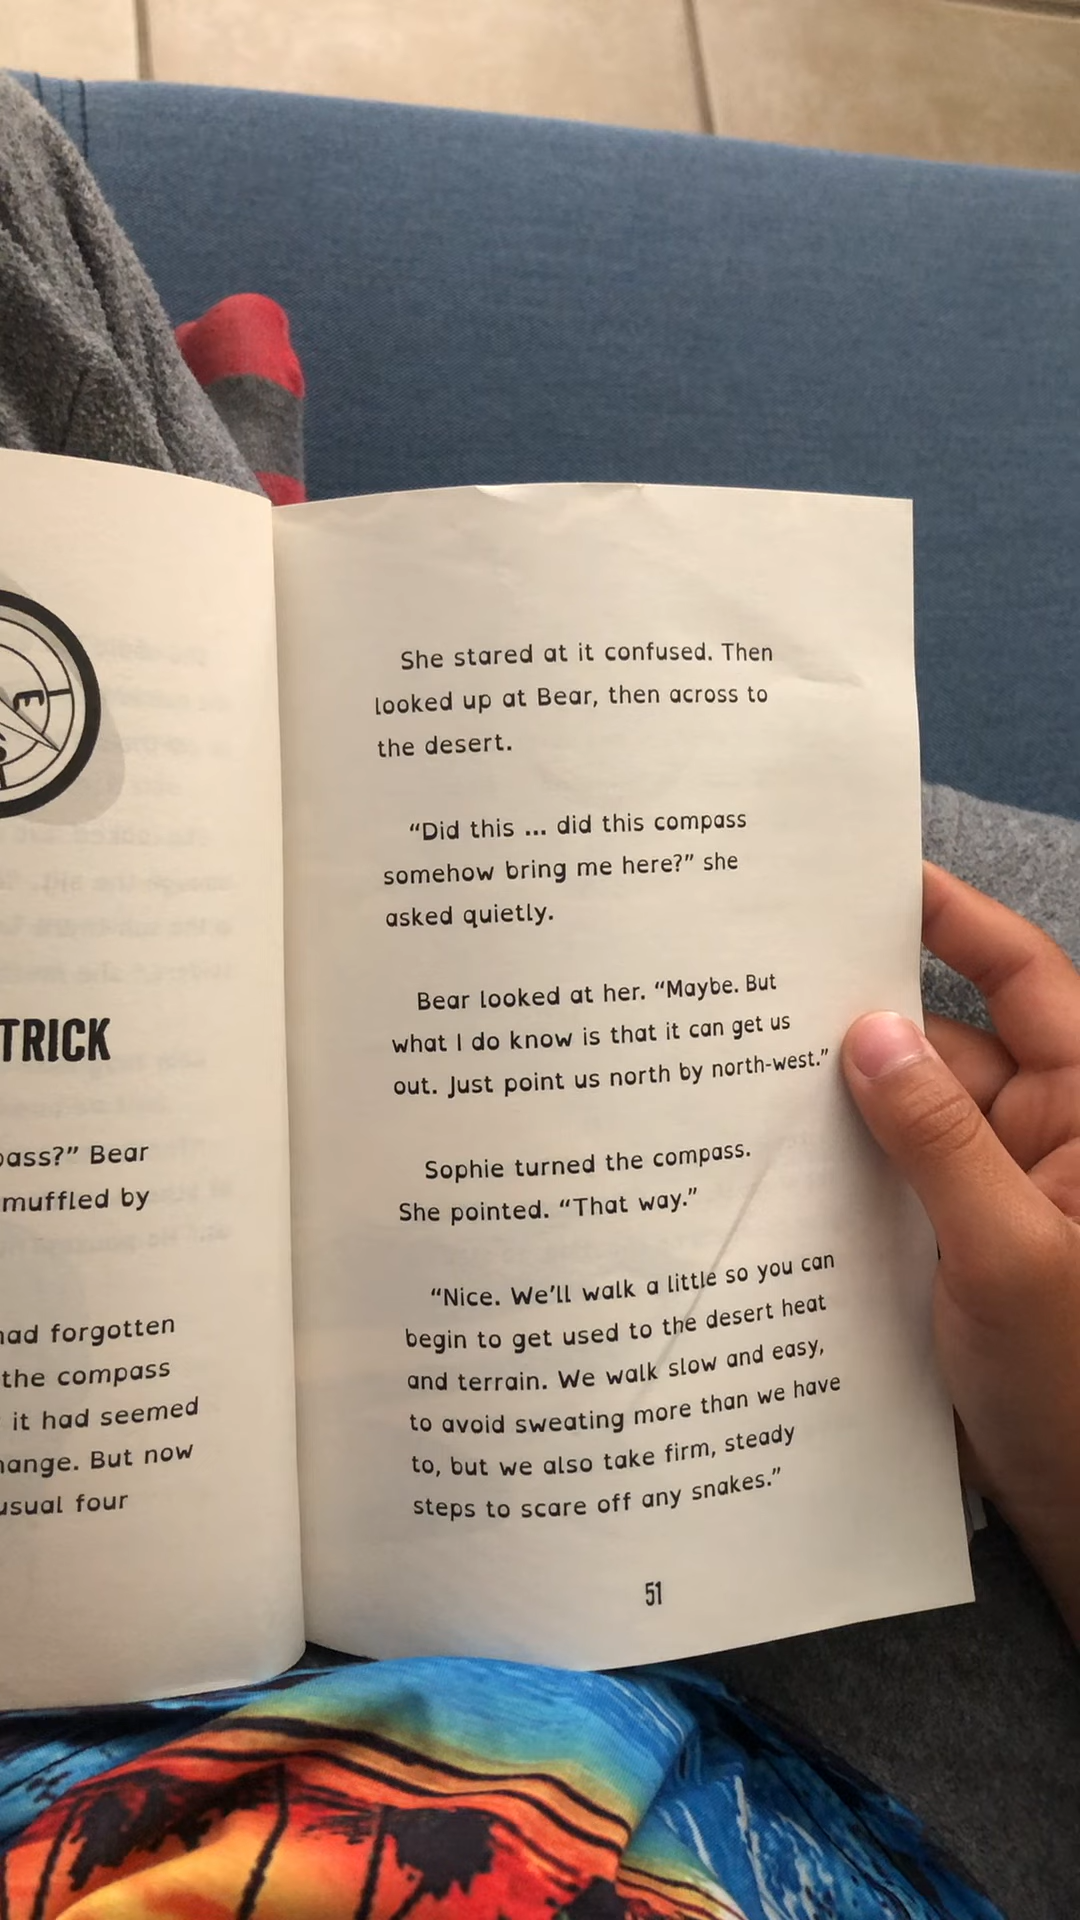 E
S
TRICK
pass?” Bear
muffled by
had forgotten
the compass
it had seemed
hange. But now
usual four
She stared at it confused. Then
looked up at Bear, then across to
the desert.
“Did this ... did this compass
somehow bring me here?” she
asked quietly.
Bear looked at her. “Maybe. But
what I do know is that it can get us
out. Just point us north by north-west.”
Sophie turned the compass.
She pointed. “That way.”
“Nice. We’ll walk a little so you can
begin to get used to the desert heat
and terrain. We walk slow and easy,
to avoid sweating more than we have
to, but we also take firm, steady
steps to scare off any snakes.”
51